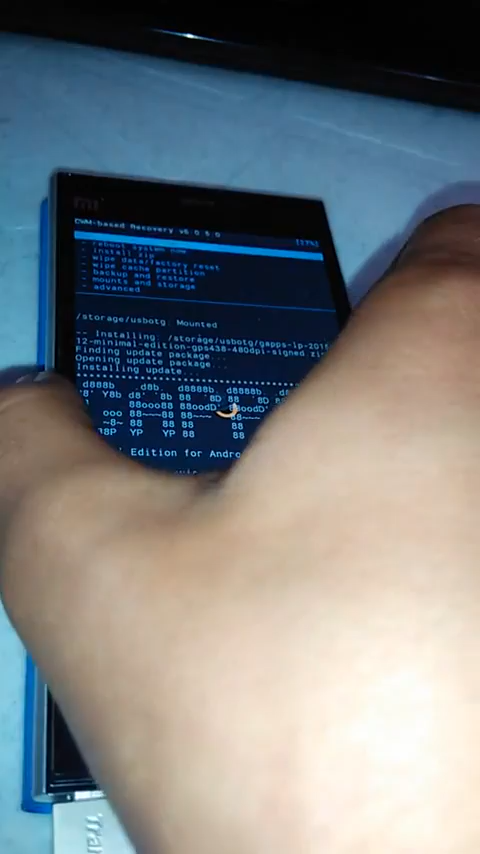 mi
CWM-based Recovery v6.0.5.0
[17%]
- reboot system now
- install zip
- wipe data/factory reset
- wipe cache partition
- backup and restore
- mounts and storage
- advanced
/storage/usbotg Mounted
-- Installing: /storage/usbotg/gapps-lp-2015
12-minimal-edition-gps438-480dpi-signed
Finding update package...
Opening update package...
Installing update...
Edition for Andro